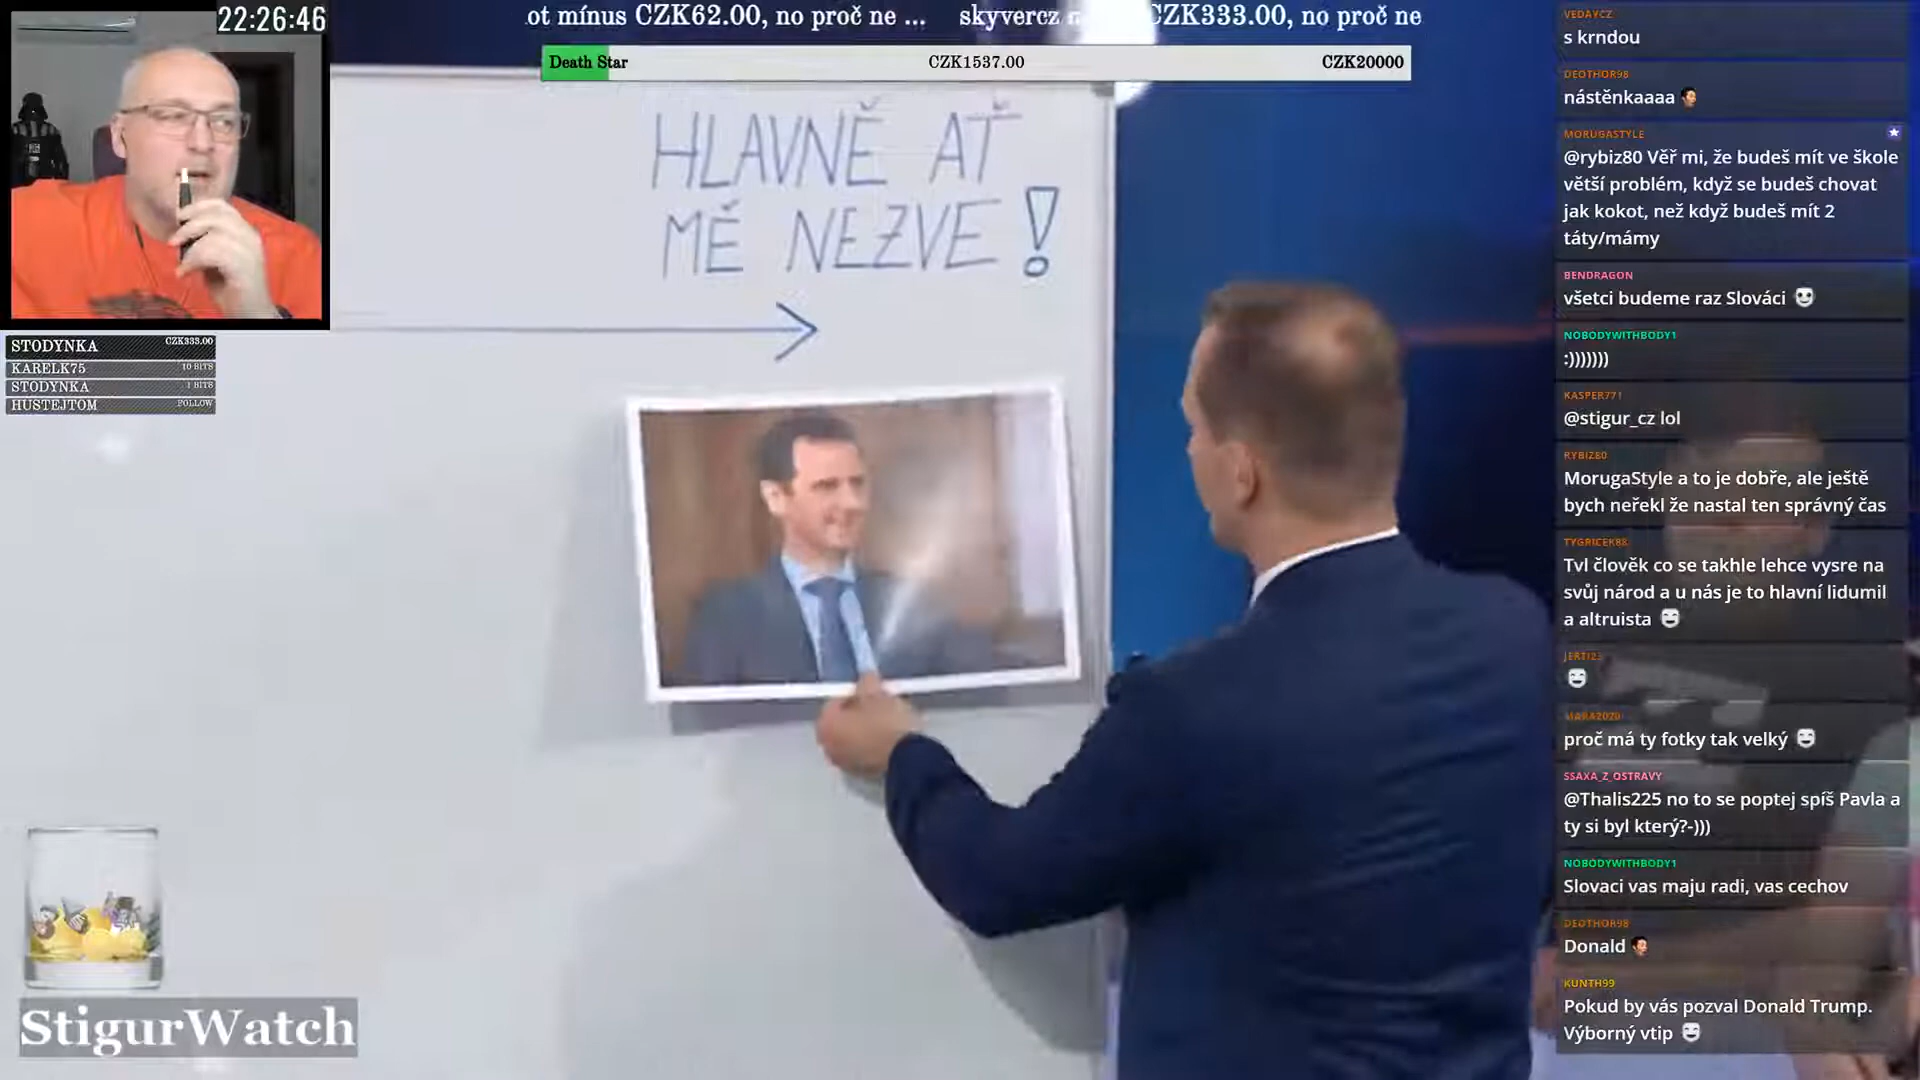 22:26:46
ot mínus CZK62.00, no proč ne ...
skyvercz
CZK333.00, no proč ne
Death Star
CZK1537.00
CZK20000
HLAVNĚ AŤ
MĚ NEZVE!
STODYNKA CZK333.00
KARELK75 10 BITS
STODYNKA 1 BITS
HUSTEJTOM FOLLOW
StigurWatch
VEDAYCZ
s krndou
DEOTHOR98
nástěnkaaaa
MORUGASTYLE
@rybiz80 Věř mi, že budeš mít ve škole
větší problém, když se budeš chovat
jak kokot, než když budeš mít 2
táty/mámy
BENDRAGON
všetci budeme raz Slováci
NOBODYWITHBODY1
:)))))))
KASPER771
@stigur_cz lol
RYBIZ80
MorugaStyle a to je dobře, ale ještě
bych neřekl že nastal ten správný čas
TYGRICEK88
Tvl člověk co se takhle lehce vysre na
svůj národ a u nás je to hlavní lidumil
a altruista
JERTI23
MARA2020
proč má ty fotky tak velký
SSAXA_Z_OSTRAVY
@Thalis225 no to se poptej spíš Pavla a
ty si byl který?-)))
NOBODYWITHBODY1
Slovaci vas maju radi, vas cechov
DEOTHOR98
Donald
KUNTH99
Pokud by vás pozval Donald Trump.
Výborný vtip